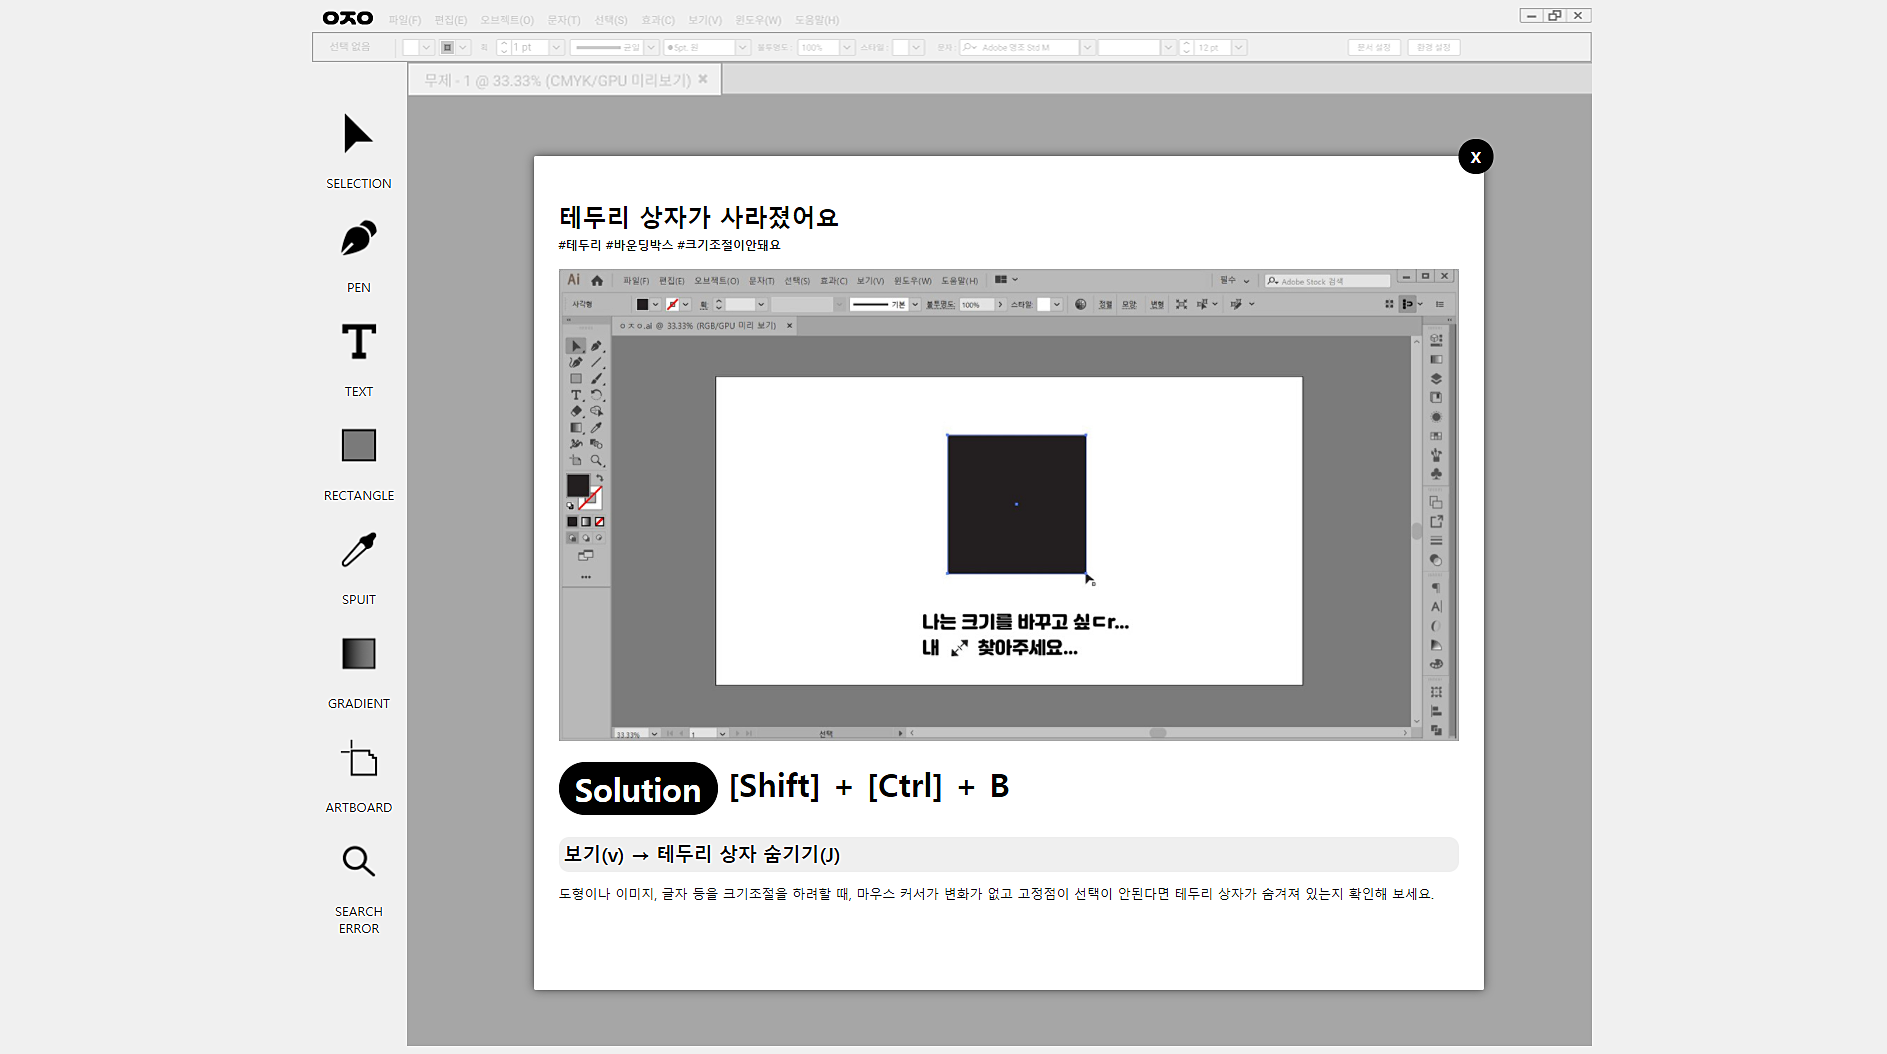 ㅇㅈㅇ 파일(F) 편집(E) 오브젝트(O) 문자(T) 선택(S) 효과(C) 보기(V) 윈도우(W) 도움말(H)
선택 없음 획: 1 pt 균일 5pt. 원 불투명도: 100% 스타일: 문자: Adobe 명조 Std M 12 pt 문서 설정 환경 설정
무제 - 1 @ 33.33% (CMYK/GPU 미리보기) ×
SELECTION
PEN
TEXT
RECTANGLE
SPUIT
GRADIENT
ARTBOARD
SEARCH
ERROR
X
테두리 상자가 사라졌어요
#테두리 #바운딩박스 #크기조절이안돼요
Ai 파일(F) 편집(E) 오브젝트(O) 문자(T) 선택(S) 효과(C) 보기(V) 윈도우(W) 도움말(H) 필수 Adobe Stock 검색
사각형 획: 기본 불투명도: 100% 스타일: 정렬 모양: 변형
ㅇㅈㅇ.ai @ 33.33% (RGB/GPU 미리 보기) ×
나는 크기를 바꾸고 싶ㄷr...
내 찾아주세요...
33.33% 1 선택
Solution [Shift] + [Ctrl] + B
보기(v) → 테두리 상자 숨기기(J)
도형이나 이미지, 글자 등을 크기조절을 하려할 때, 마우스 커서가 변화가 없고 고정점이 선택이 안된다면 테두리 상자가 숨겨져 있는지 확인해 보세요.